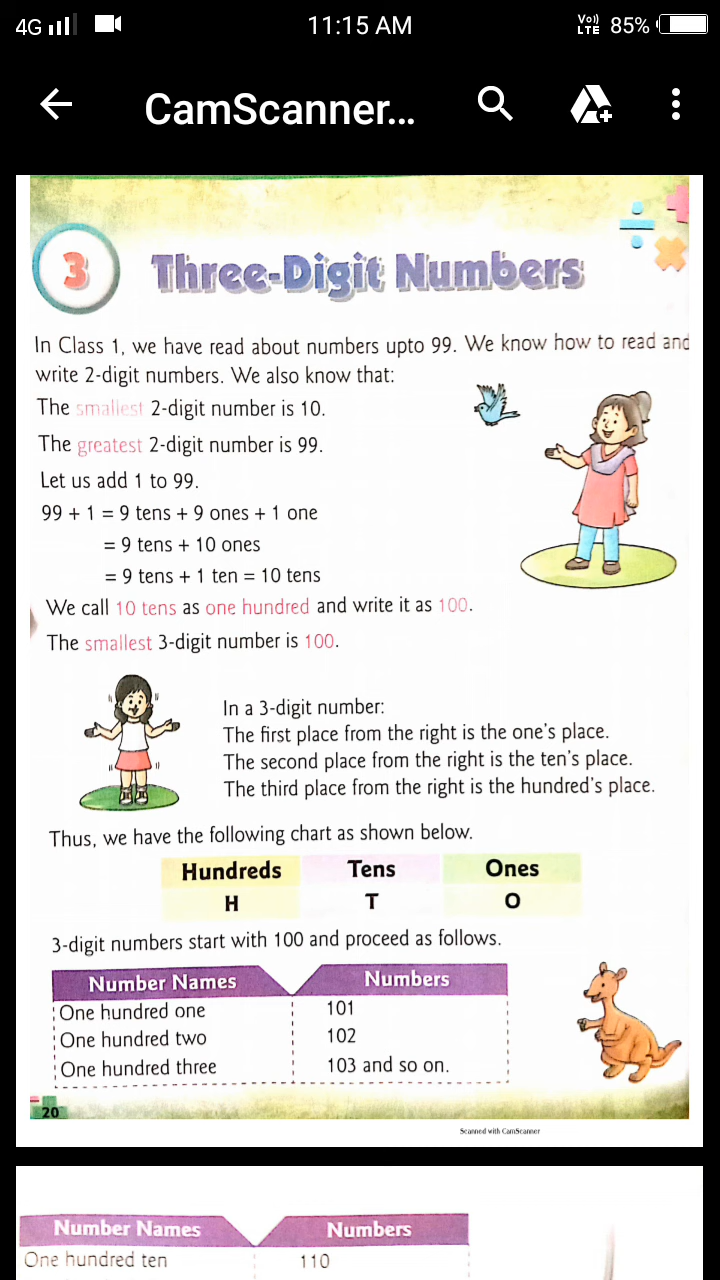 4G 11:15 AM Vo)) LTE 85%
CamScanner...
3 Three-Digit Numbers
In Class 1, we have read about numbers upto 99. We know how to read and
write 2-digit numbers. We also know that:
The smallest 2-digit number is 10.
The greatest 2-digit number is 99.
Let us add 1 to 99.
99 + 1 = 9 tens + 9 ones + 1 one
= 9 tens + 10 ones
= 9 tens + 1 ten = 10 tens
We call 10 tens as one hundred and write it as 100.
The smallest 3-digit number is 100.
In a 3-digit number:
The first place from the right is the one's place.
The second place from the right is the ten's place.
The third place from the right is the hundred's place.
Thus, we have the following chart as shown below.
Hundreds Tens Ones
H T O
3-digit numbers start with 100 and proceed as follows.
Number Names Numbers
One hundred one 101
One hundred two 102
One hundred three 103 and so on.
20
Scanned with CamScanner
Number Names Numbers
One hundred ten 110